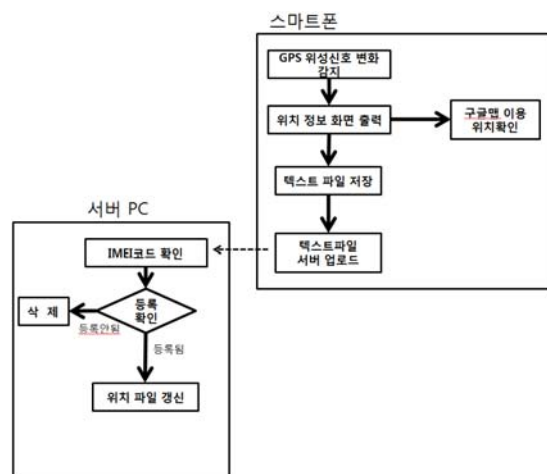 스마트폰
GPS 위성신호 변화
감지
위치 정보 화면 출력
구글맵 이용
위치확인
텍스트 파일 저장
텍스트파일
서버 업로드
서버 PC
IMEI코드 확인
등록
확인
삭 제
등록안됨
등록됨
위치 파일 갱신